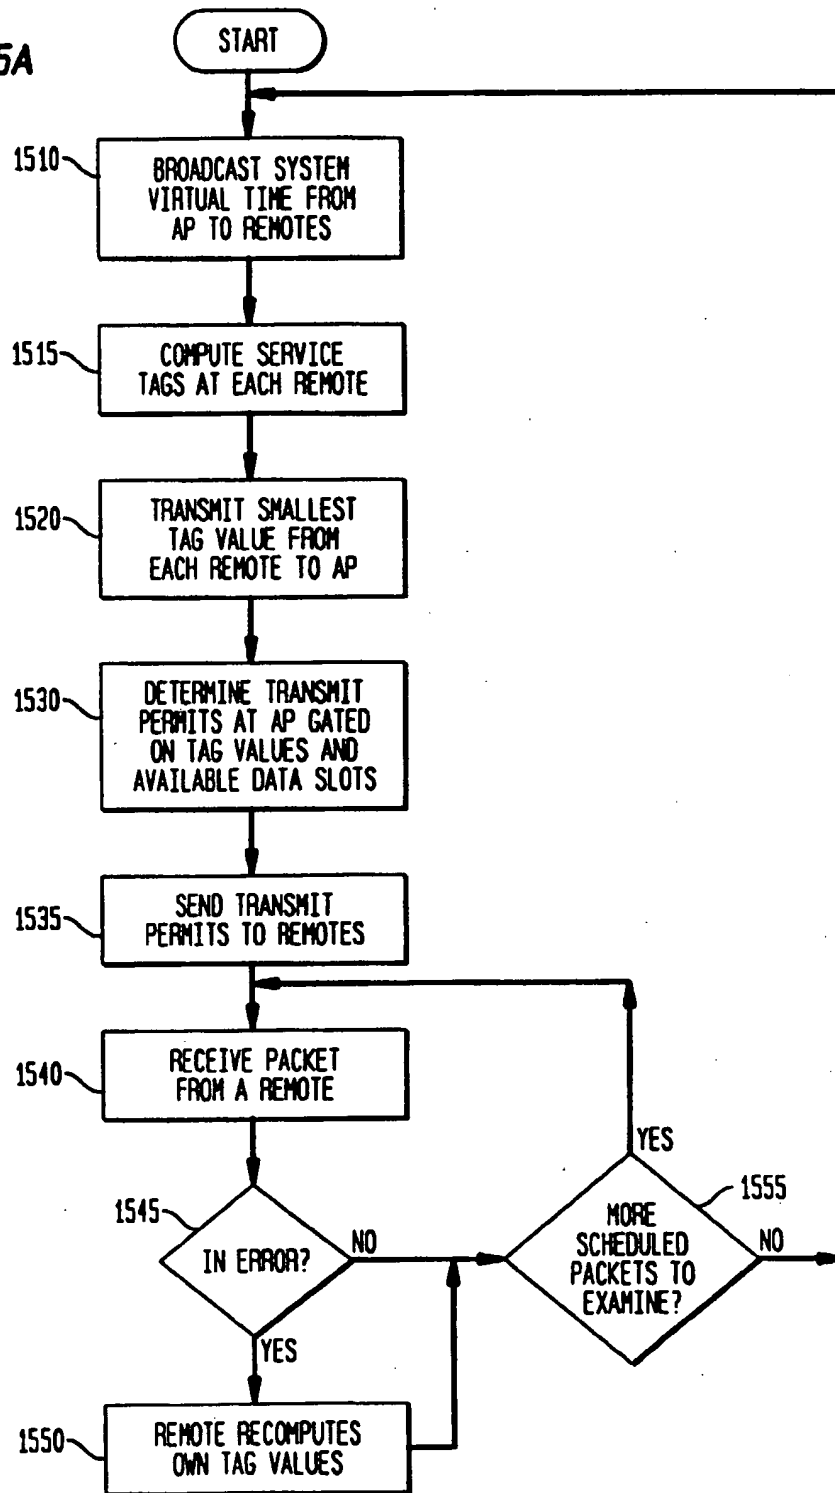 5A
START
1510
BROADCAST SYSTEM
VIRTUAL TIME FROM
AP TO REMOTES
1515
COMPUTE SERVICE
TAGS AT EACH REMOTE
1520
TRANSMIT SMALLEST
TAG VALUE FROM
EACH REMOTE TO AP
1530
DETERMINE TRANSMIT
PERMITS AT AP GATED
ON TAG VALUES AND
AVAILABLE DATA SLOTS
1535
SEND TRANSMIT
PERMITS TO REMOTES
1540
RECEIVE PACKET
FROM A REMOTE
1545
IN ERROR?
NO
YES
1555
MORE
SCHEDULED
PACKETS TO
EXAMINE?
YES
NO
1550
REMOTE RECOMPUTES
OWN TAG VALUES